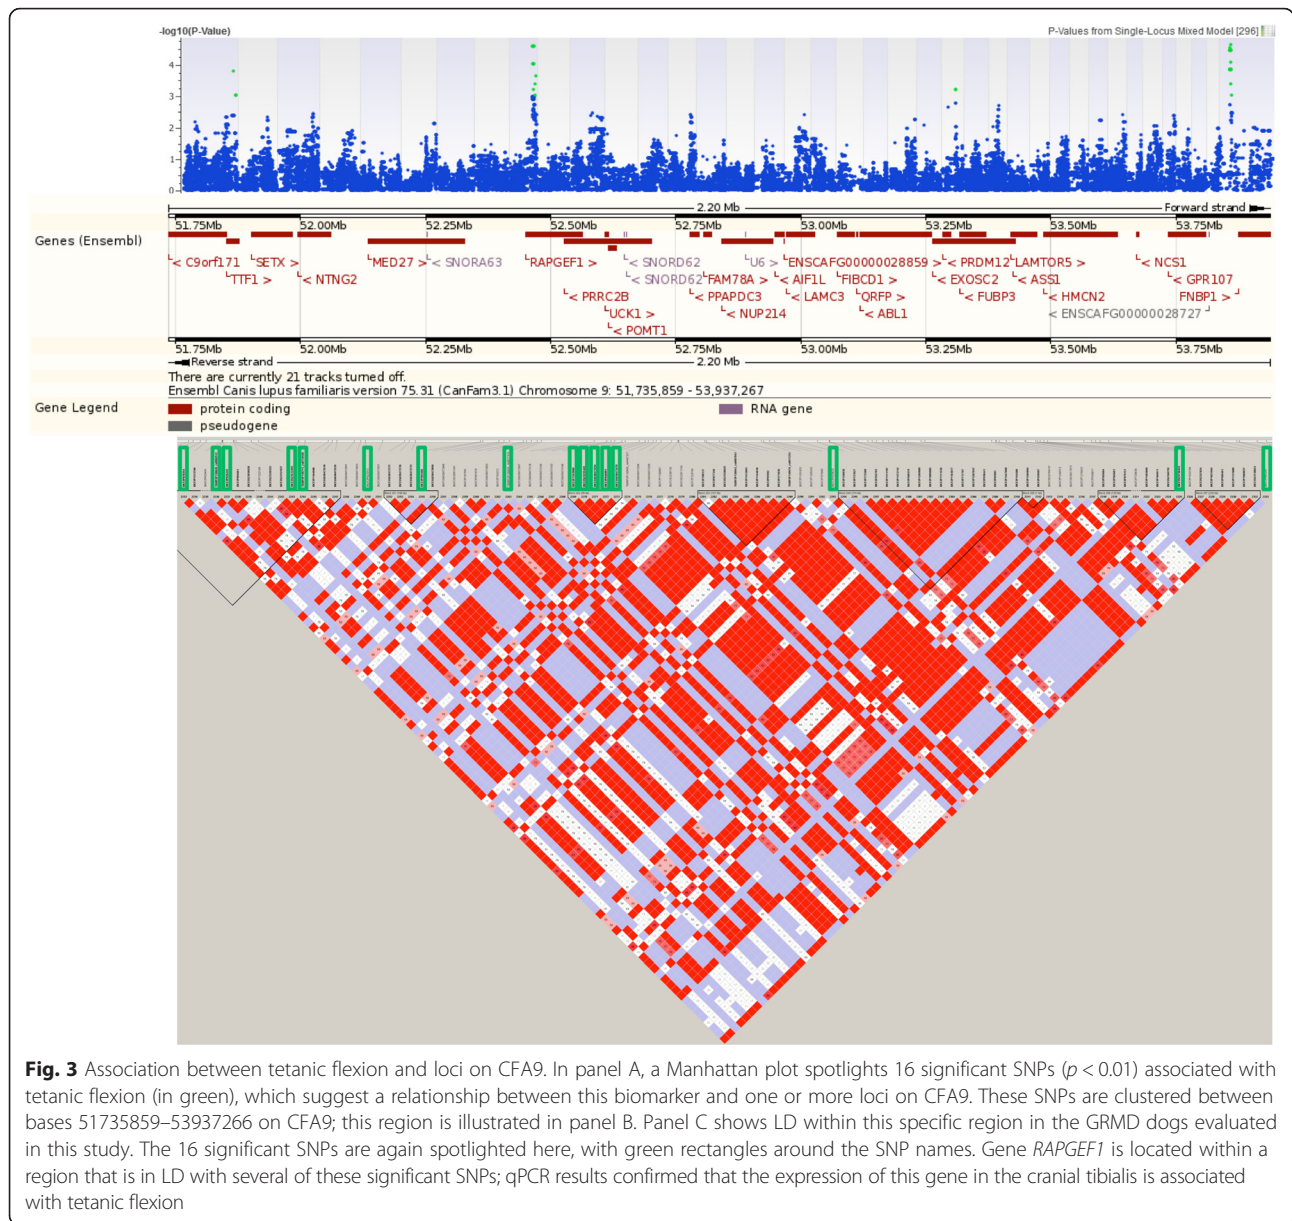 -log10(P-Value)
P-Values from Single-Locus Mixed Model [296]
4
3
2
1
0
2.20 Mb
Forward strand
51.75Mb 52.00Mb 52.25Mb 52.50Mb 52.75Mb 53.00Mb 53.25Mb 53.50Mb 53.75Mb
Genes (Ensembl)
< C9orf171 SETX > MED27 > < SNORA63 RAPGEF1 > < SNORD62 U6 > ENSCAFG00000028859 > < PRDM12 LAMTOR5 > < NCS1
TTF1 > < NTNG2 < SNORD62 FAM78A > < AIF1L FIBCD1 > < EXOSC2 < ASS1 < GPR107
< PRRC2B < PPAPDC3 < LAMC3 QRFP > < FUBP3 < HMCN2 FNBP1 >
UCK1 > < NUP214 < ABL1 < ENSCAFG00000028727
< POMT1
51.75Mb 52.00Mb 52.25Mb 52.50Mb 52.75Mb 53.00Mb 53.25Mb 53.50Mb 53.75Mb
Reverse strand
2.20 Mb
There are currently 21 tracks turned off.
Ensembl Canis lupus familiaris version 75.31 (CanFam3.1) Chromosome 9: 51,735,859 - 53,937,267
Gene Legend
protein coding
RNA gene
pseudogene
Fig. 3 Association between tetanic flexion and loci on CFA9. In panel A, a Manhattan plot spotlights 16 significant SNPs (p < 0.01) associated with
tetanic flexion (in green), which suggest a relationship between this biomarker and one or more loci on CFA9. These SNPs are clustered between
bases 51735859–53937266 on CFA9; this region is illustrated in panel B. Panel C shows LD within this specific region in the GRMD dogs evaluated
in this study. The 16 significant SNPs are again spotlighted here, with green rectangles around the SNP names. Gene RAPGEF1 is located within a
region that is in LD with several of these significant SNPs; qPCR results confirmed that the expression of this gene in the cranial tibialis is associated
with tetanic flexion